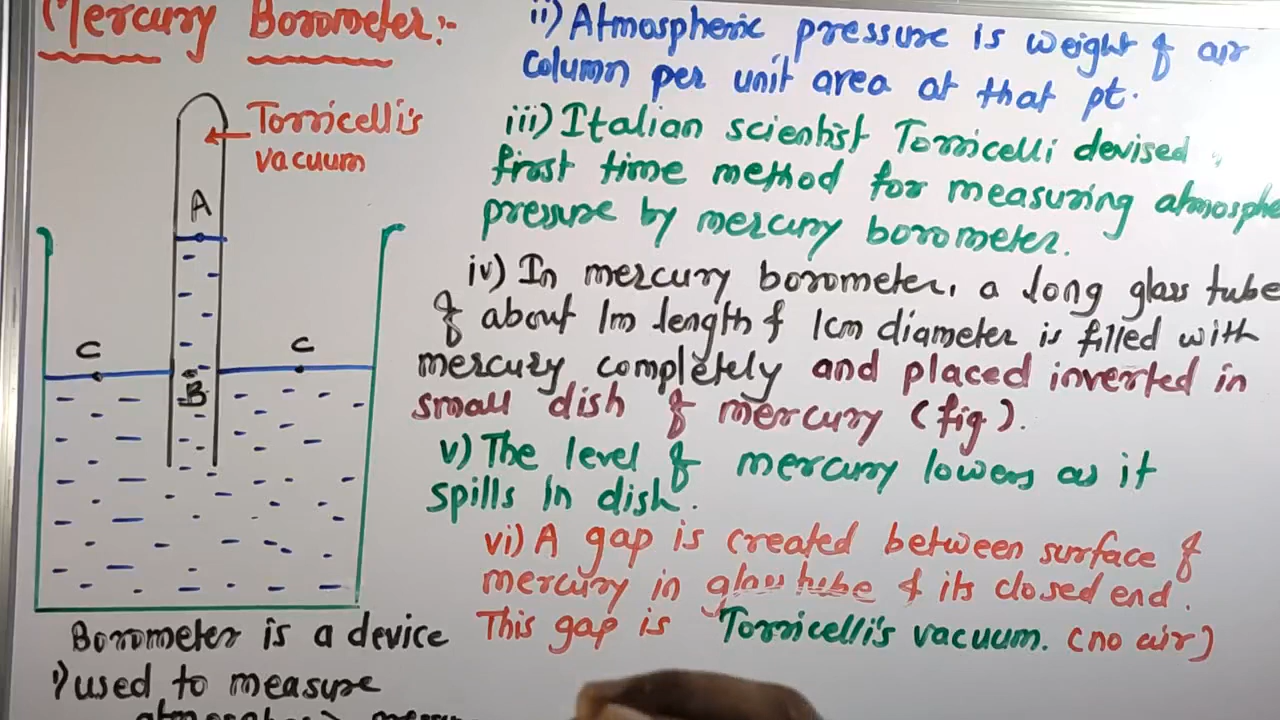 Mercury Borometer:-
Torricelli's
vacuum
A
C
C
B
Borometer is a device
i) used to measure
ii) Atmospheric pressure is weight of air
column per unit area at that pt.
iii) Italian scientist Torricelli devised
first time method for measuring atmosphe
pressure by mercury borometer.
iv) In mercury borometer, a long glass tube
of about 1m length & 1cm diameter is filled with
mercury completely and placed inverted in
small dish of mercury (fig).
v) The level of mercury lowers as it
spills in dish.
vi) A gap is created between surface of
mercury in glass tube & its closed end.
This gap is Torricelli's vacuum. (no air)